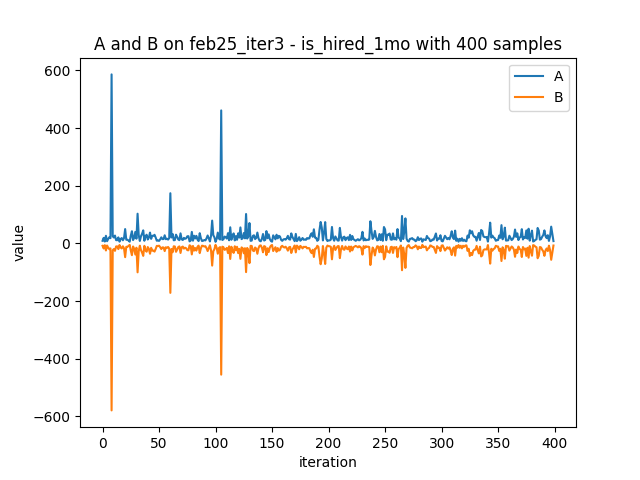 A and B on feb25_iter3 - is_hired_1mo with 400 samples
A
B
value
600
400
200
0
−200
−400
−600
0 50 100 150 200 250 300 350 400
iteration